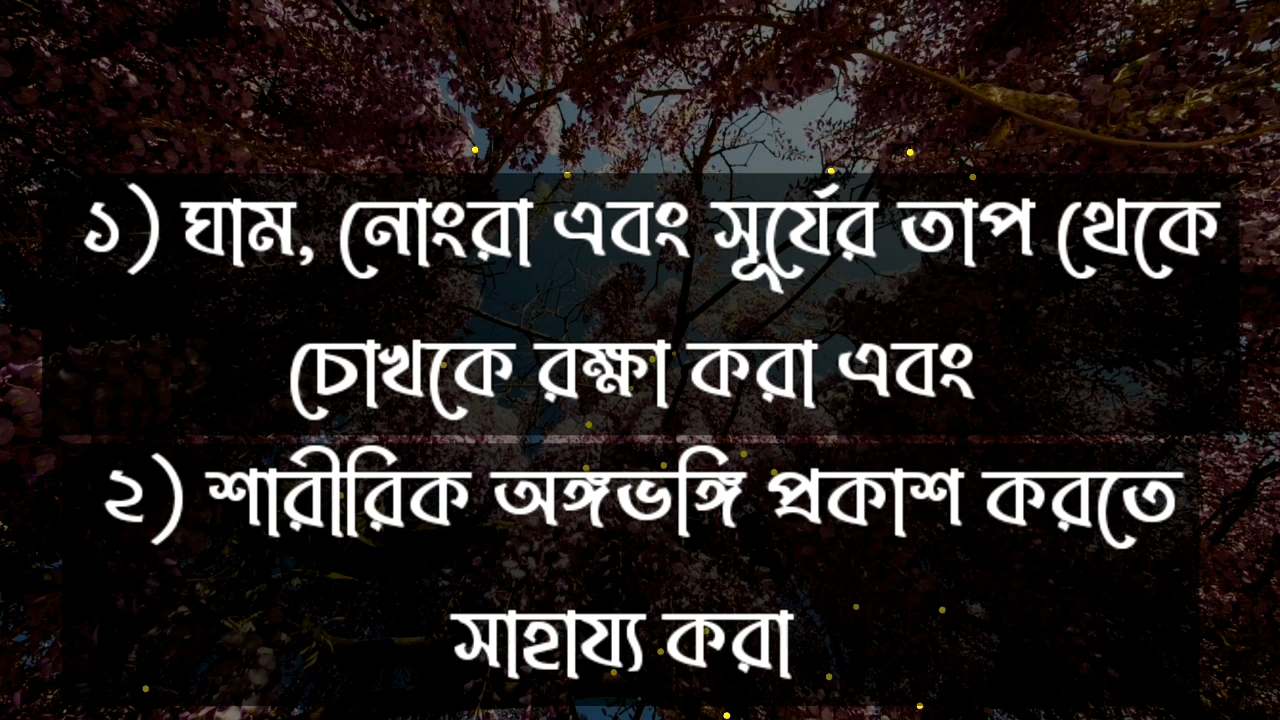 ১) ঘাম, নোংরা এবং সূর্যের তাপ থেকে
চোখকে রক্ষা করা এবং
২) শারীরিক অঙ্গভঙ্গি প্রকাশ করতে
সাহায্য করা